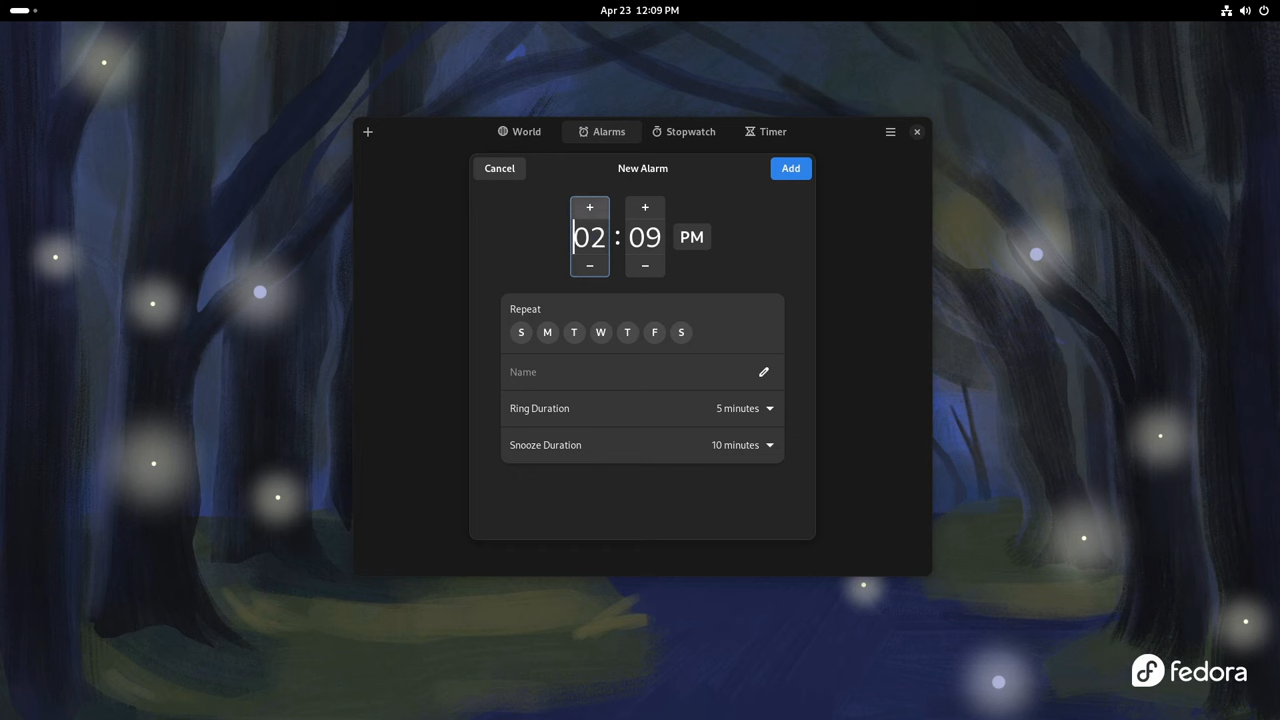 Apr 23 12:09 PM
World Alarms Stopwatch Timer
Cancel New Alarm Add
+ +
02 : 09 PM
− −
Repeat
S M T W T F S
Name
Ring Duration 5 minutes
Snooze Duration 10 minutes
fedora